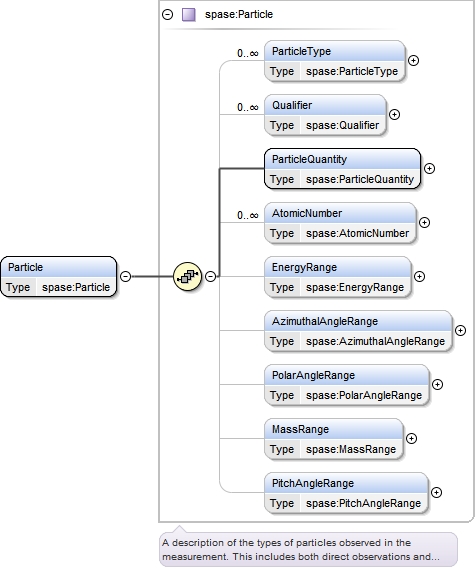 spase:Particle
0..∞
ParticleType
Type spase:ParticleType
0..∞
Qualifier
Type spase:Qualifier
ParticleQuantity
Type spase:ParticleQuantity
0..∞
AtomicNumber
Type spase:AtomicNumber
Particle
Type spase:Particle
EnergyRange
Type spase:EnergyRange
AzimuthalAngleRange
Type spase:AzimuthalAngleRange
PolarAngleRange
Type spase:PolarAngleRange
MassRange
Type spase:MassRange
PitchAngleRange
Type spase:PitchAngleRange
A description of the types of particles observed in the
measurement. This includes both direct observations and...